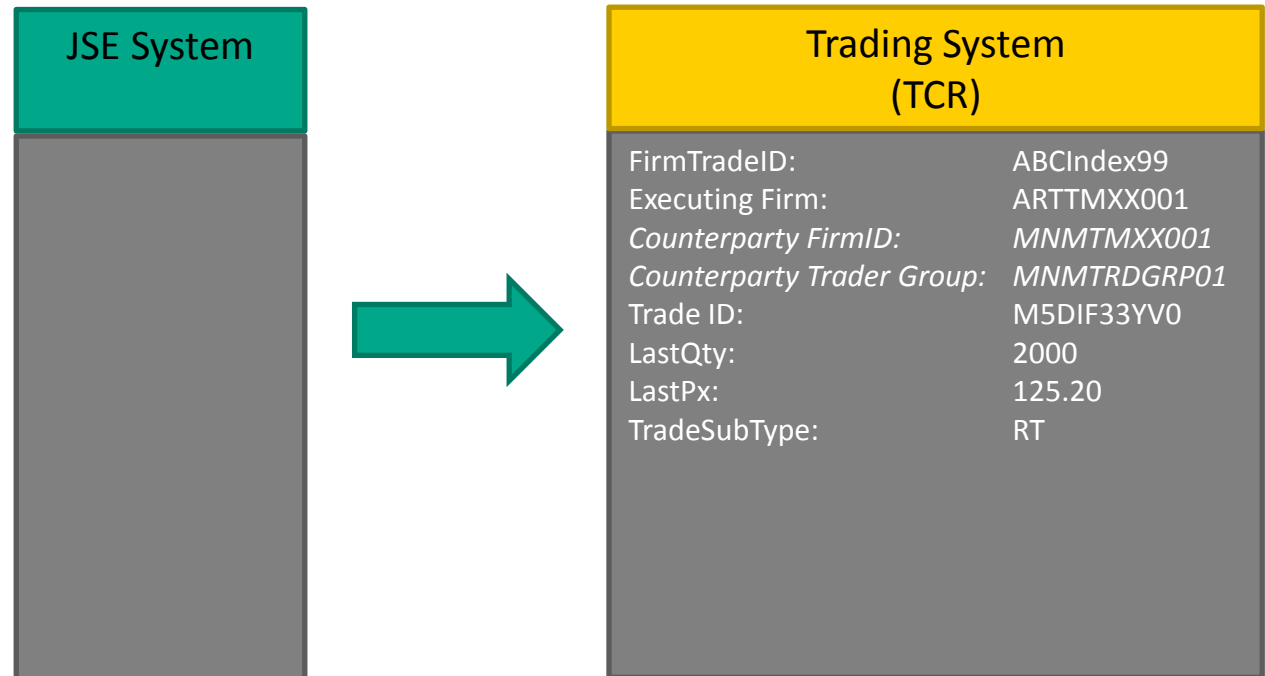 JSE System
Trading System
(TCR)
FirmTradeID: ABCIndex99
Executing Firm: ARTTMXX001
Counterparty FirmID: MNMTMXX001
Counterparty Trader Group: MNMTRDGRP01
Trade ID: M5DIF33YV0
LastQty: 2000
LastPx: 125.20
TradeSubType: RT